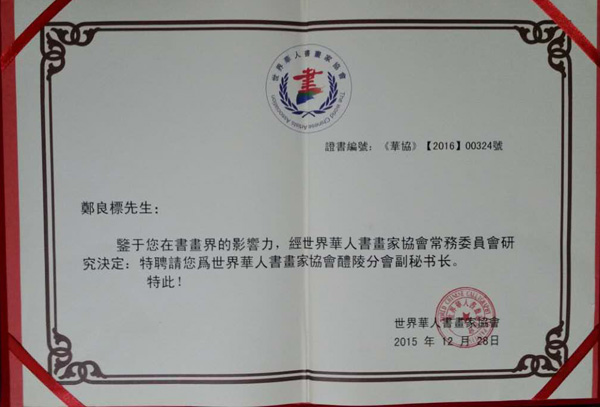 世界華人書畫家協會
書
The World Chinese Artists Association
證書編號：《華協》【2016】00324號
鄭良標先生：
鑒于您在書畫界的影響力，經世界華人書畫家協會常務委員會研
究決定：特聘請您爲世界華人書畫家協會醴陵分會副秘书长。
特此！
世界華人書畫家協會
2015 年 12 月 28日